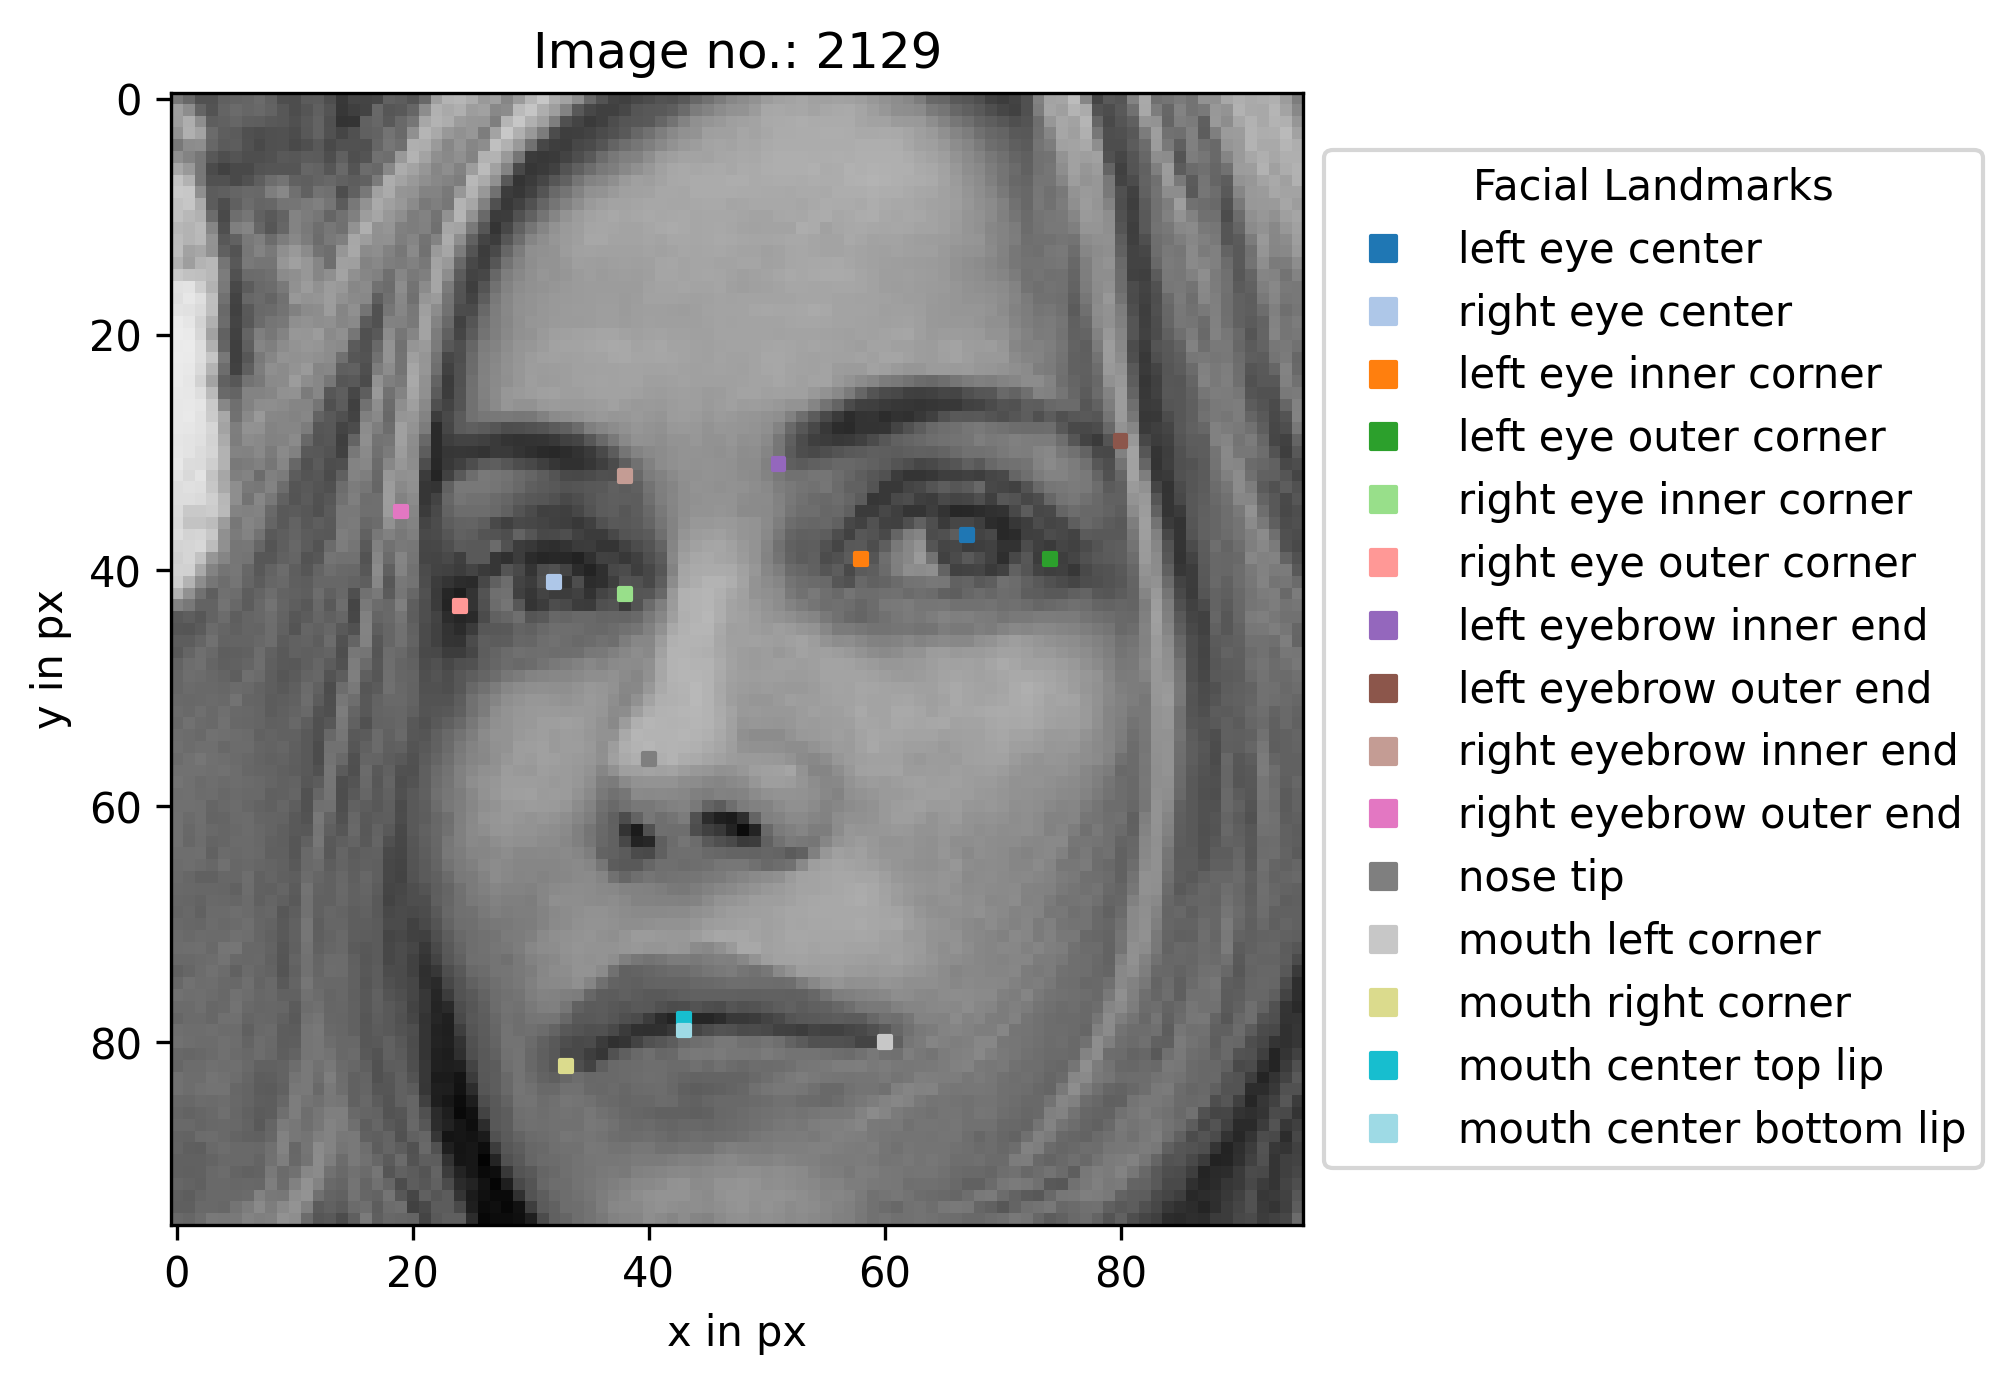 Image no.: 2129
0
20
40
60
80
y in px
0 20 40 60 80
x in px
Facial Landmarks
left eye center
right eye center
left eye inner corner
left eye outer corner
right eye inner corner
right eye outer corner
left eyebrow inner end
left eyebrow outer end
right eyebrow inner end
right eyebrow outer end
nose tip
mouth left corner
mouth right corner
mouth center top lip
mouth center bottom lip